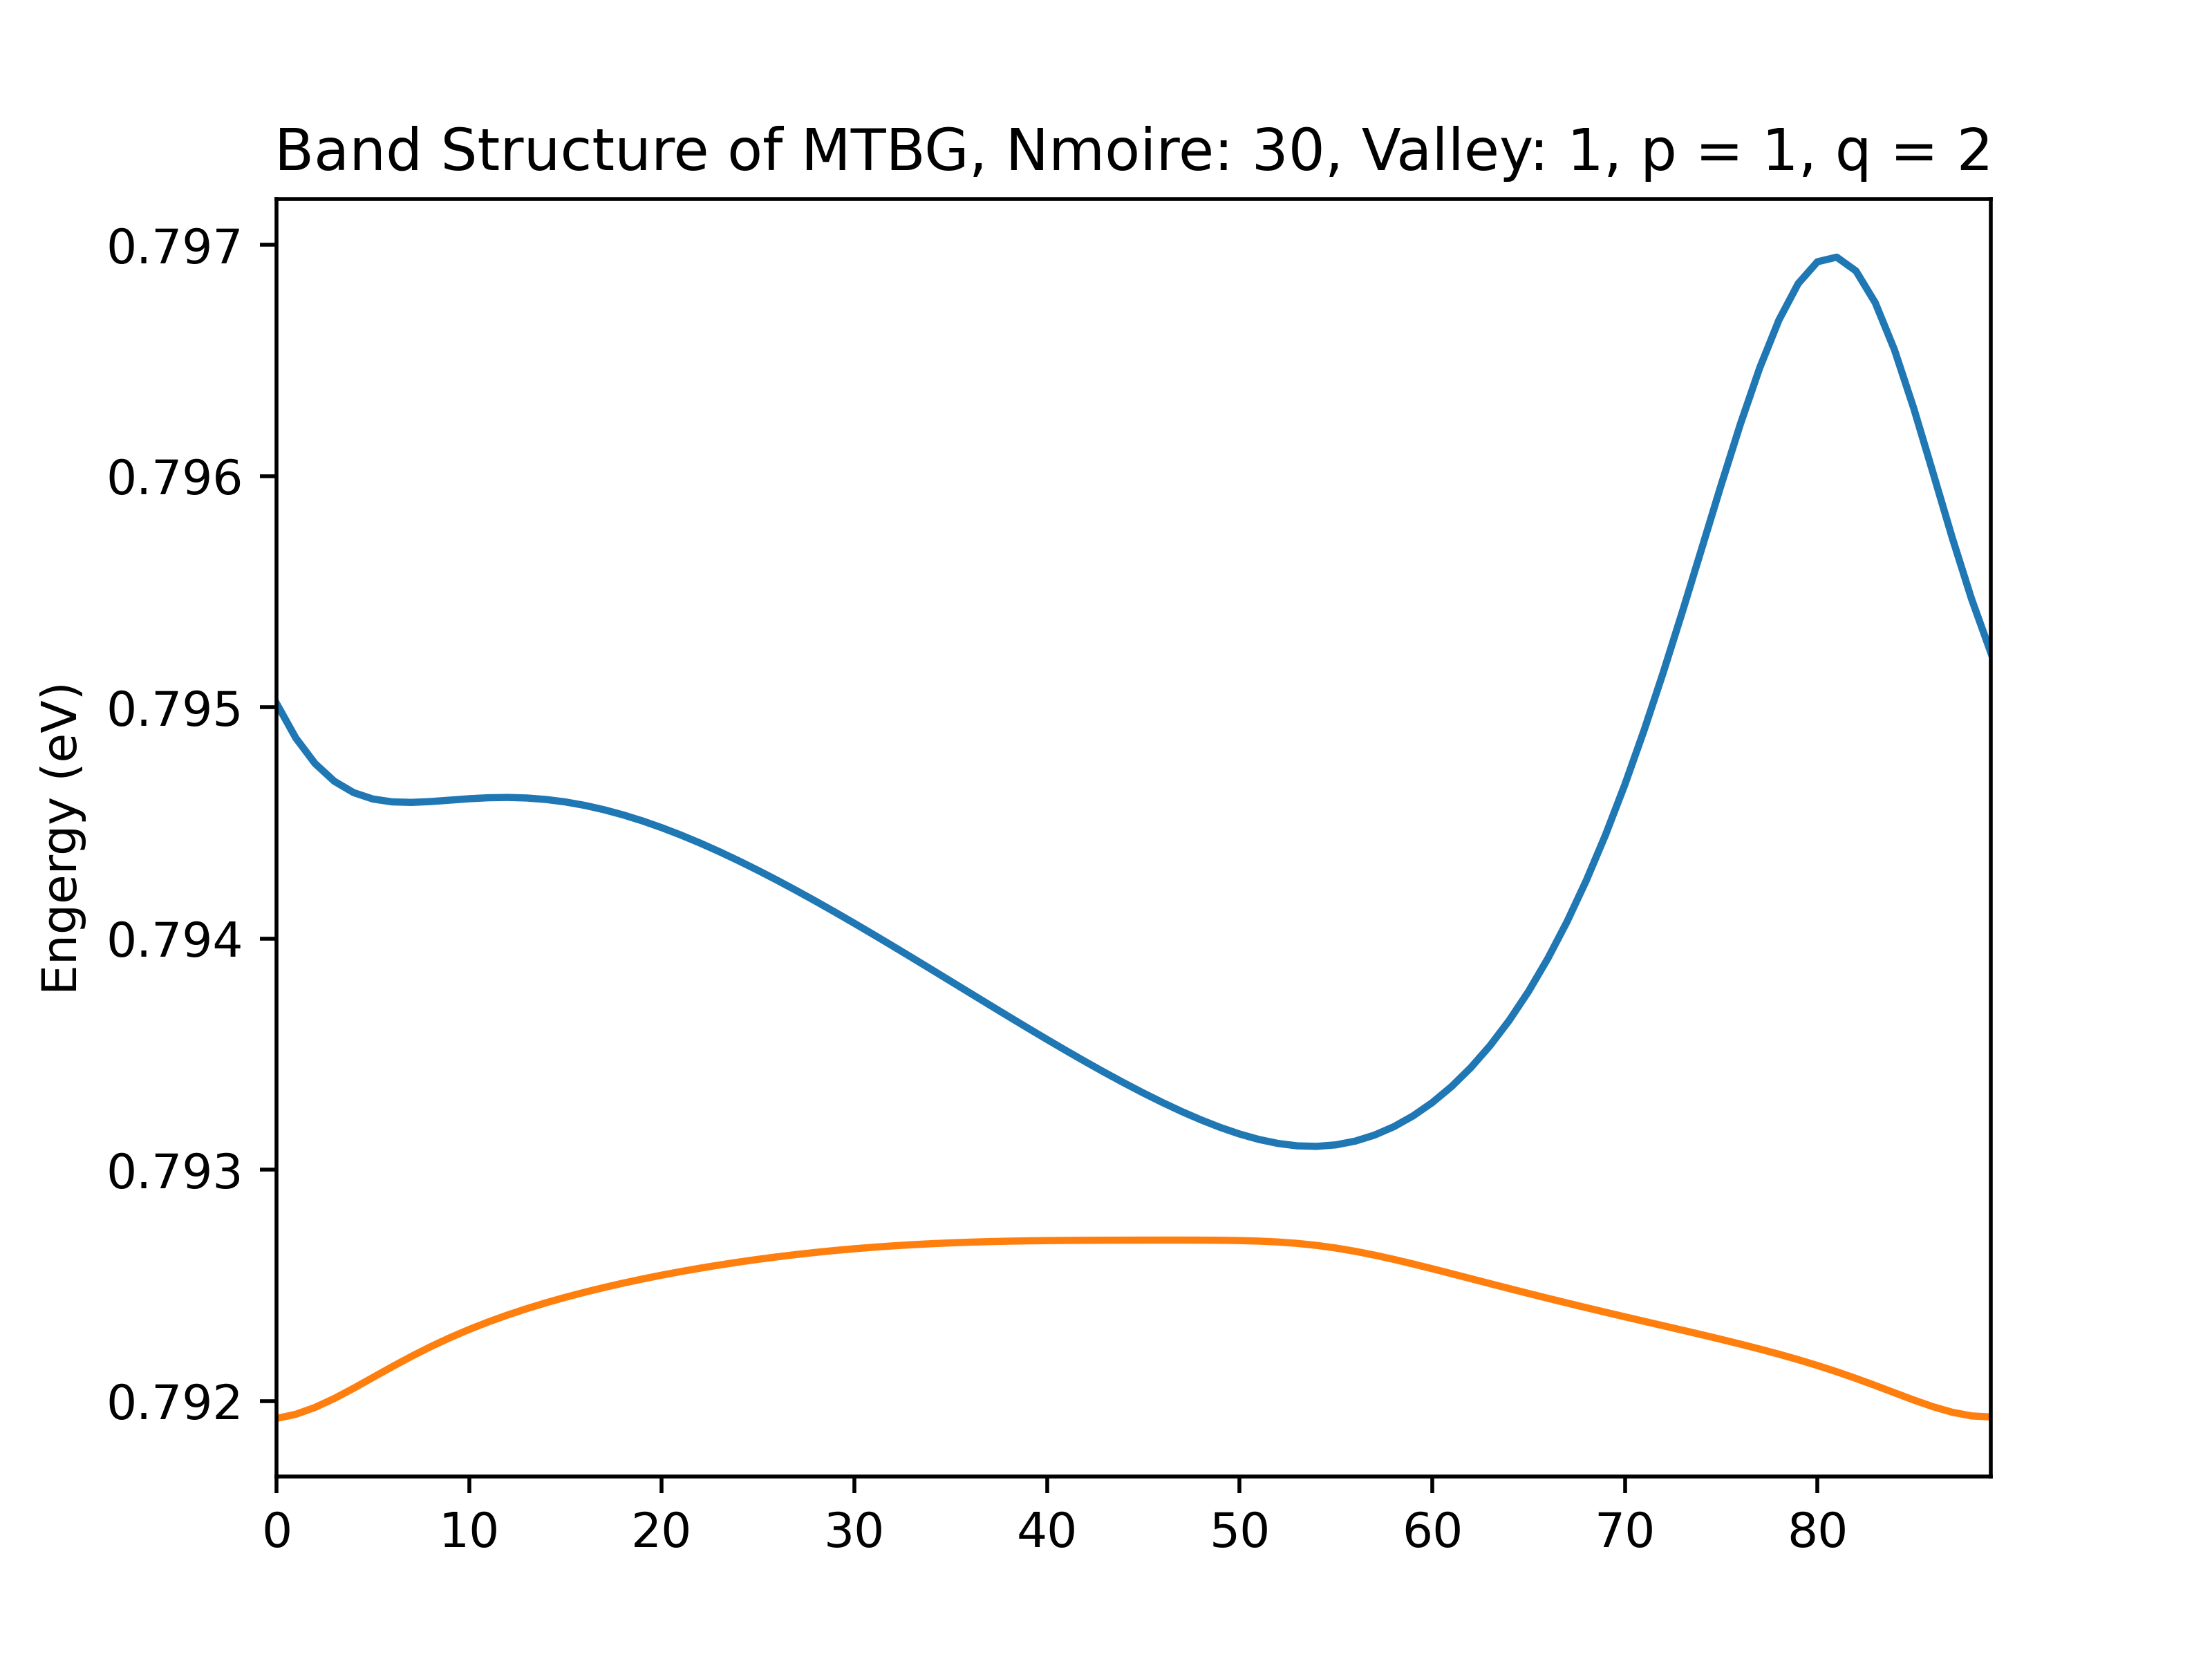 Band Structure of MTBG, Nmoire: 30, Valley: 1, p = 1, q = 2
Engergy (eV)
0.797
0.796
0.795
0.794
0.793
0.792
0 10 20 30 40 50 60 70 80